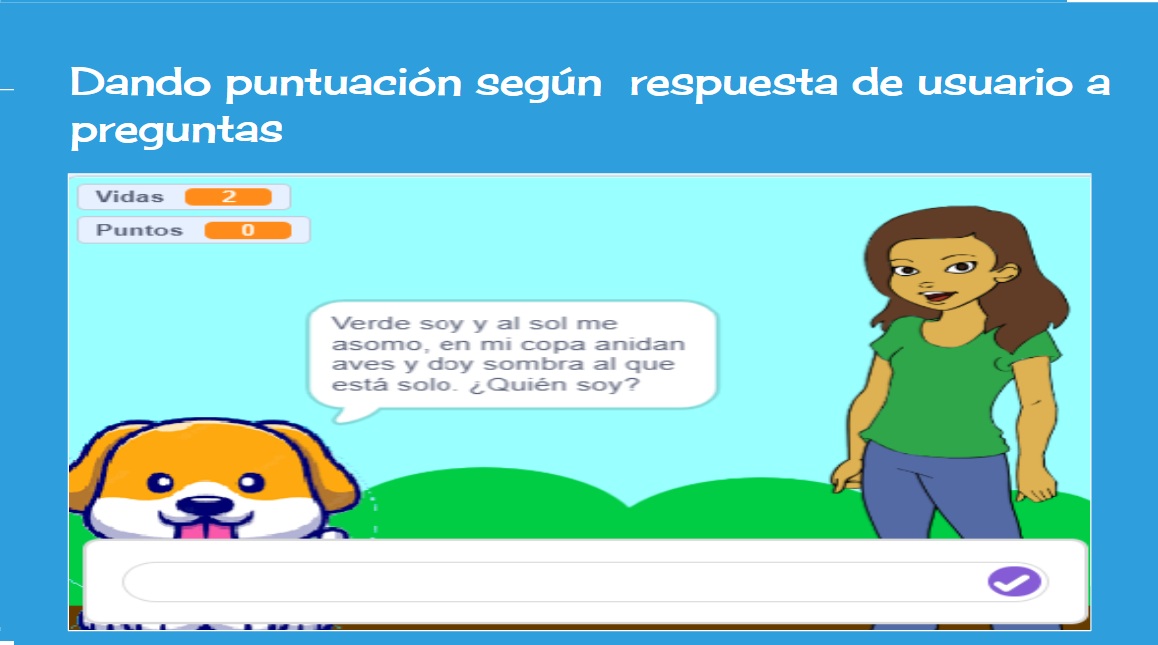 Dando puntuación según respuesta de usuario a
preguntas
Vidas 2
Puntos 0
Verde soy y al sol me
asomo, en mi copa anidan
aves y doy sombra al que
está solo. ¿Quién soy?